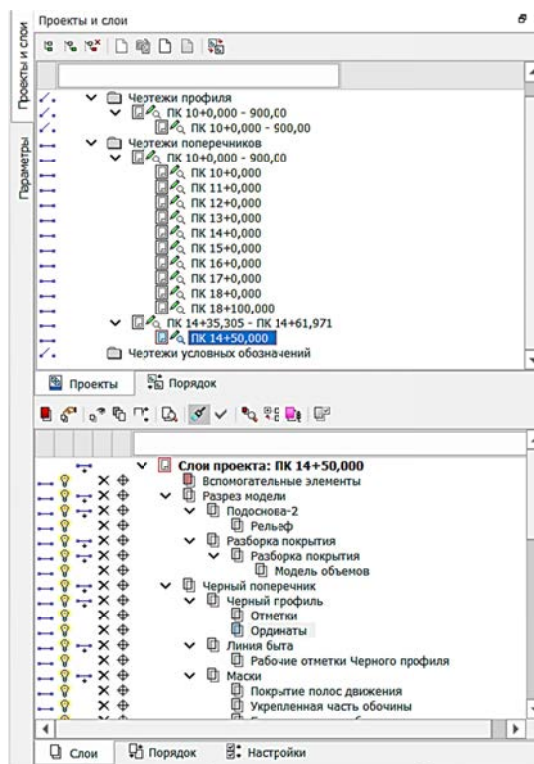 Проекты и слои
Проекты и слои
Параметры
Чертежи профиля
ПК 10+0,000 - 900,00
ПК 10+0,000 - 900,00
Чертежи поперечников
ПК 10+0,000 - 900,00
ПК 10+0,000
ПК 11+0,000
ПК 12+0,000
ПК 13+0,000
ПК 14+0,000
ПК 15+0,000
ПК 16+0,000
ПК 17+0,000
ПК 18+0,000
ПК 18+100,000
ПК 14+35,305 - ПК 14+61,971
ПК 14+50,000
Чертежи условных обозначений
Проекты Порядок
Слои проекта: ПК 14+50,000
Вспомогательные элементы
Разрез модели
Подоснова-2
Рельеф
Разборка покрытия
Разборка покрытия
Модель объемов
Черный поперечник
Черный профиль
Отметки
Ординаты
Линия быта
Рабочие отметки Черного профиля
Маски
Покрытие полос движения
Укрепленная часть обочины
Слои Порядок Настройки